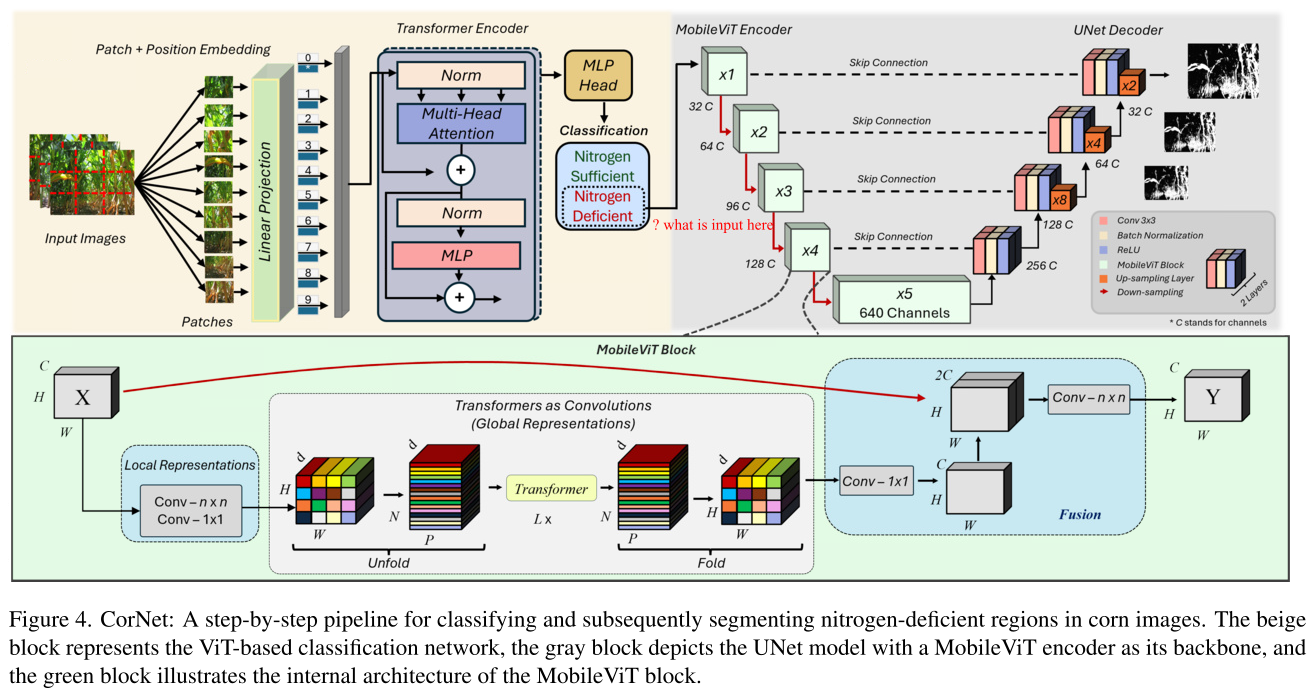 Transformer Encoder
MobileViT Encoder
UNet Decoder
Patch + Position Embedding
Linear Projection
Input Images
Patches
0
*
1
2
3
4
5
6
7
8
9
Norm
Multi-Head
Attention
+
Norm
MLP
+
MLP
Head
Classification
Nitrogen
Sufficient
Nitrogen
Deficient
? what is input here
x1
32 C
Skip Connection
x2
32 C
x2
64 C
Skip Connection
x4
64 C
x3
96 C
Skip Connection
x8
128 C
x4
128 C
Skip Connection
256 C
x5
640 Channels
Conv 3x3
Batch Normalization
ReLU
MobileViT Block
Up-sampling Layer
Down-sampling
2 Layers
* C stands for channels
MobileViT Block
C
H
X
W
Local Representations
Conv – n x n
Conv – 1x1
Transformers as Convolutions
(Global Representations)
d
H
W
d
N
P
Unfold
Transformer
L x
d
N
P
d
H
W
Fold
Conv – 1x1
2C
H
W
C
H
W
Conv – n x n
Fusion
C
H
Y
W
Figure 4. CorNet: A step-by-step pipeline for classifying and subsequently segmenting nitrogen-deficient regions in corn images. The beige
block represents the ViT-based classification network, the gray block depicts the UNet model with a MobileViT encoder as its backbone, and
the green block illustrates the internal architecture of the MobileViT block.